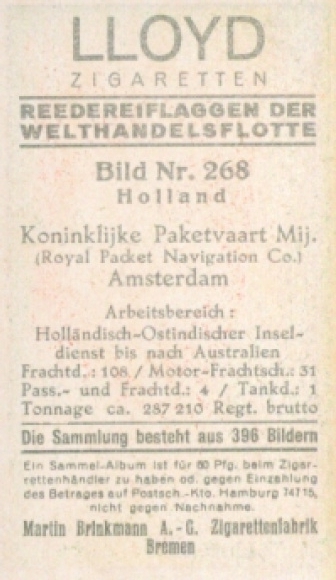 LLOYD
ZIGARETTEN
REEDEREIFLAGGEN DER
WELTHANDELSFLOTTE
Bild Nr. 268
Holland
Koninklijke Paketvaart Mij.
(Royal Packet Navigation Co.)
Amsterdam
Arbeitsbereich:
Holländisch-Ostindischer Insel-
dienst bis nach Australien
Frachtd.: 108 / Motor-Frachtsch.: 31
Pass.- und Frachtd.: 4 / Tankd.: 1
Tonnage ca. 287 210 Regt. brutto
Die Sammlung besteht aus 396 Bildern
Ein Sammel-Album ist für 80 Pfg. beim Zigar-
rettenhändler zu haben od. gegen Einzahlung
des Betrages auf Postsch.-Kto. Hamburg 74715,
nicht gegen Nachnahme.
Martin Brinkmann A.-G. Zigarettenfabrik
Bremen